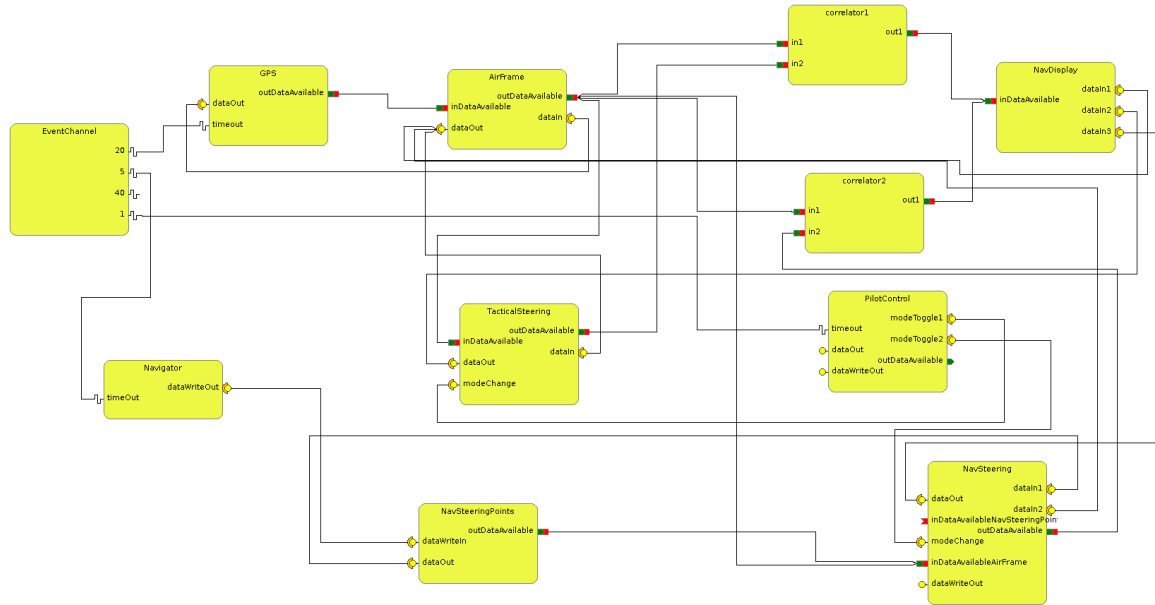 correlator1
in1
in2
out1
GPS
outDataAvailable
dataOut
timeout
AirFrame
outDataAvailable
inDataAvailable
dataIn
dataOut
NavDisplay
dataIn1
inDataAvailable
dataIn2
dataIn3
EventChannel
20
5
40
1
correlator2
out1
in1
in2
PilotControl
modeToggle1
timeout
modeToggle2
dataOut
outDataAvailable
dataWriteOut
TacticalSteering
outDataAvailable
inDataAvailable
dataIn
dataOut
modeChange
Navigator
dataWriteOut
timeOut
NavSteering
dataIn1
dataOut
dataIn2
inDataAvailableNavSteeringPoin
outDataAvailable
modeChange
inDataAvailableAirFrame
dataWriteOut
NavSteeringPoints
outDataAvailable
dataWriteIn
dataOut